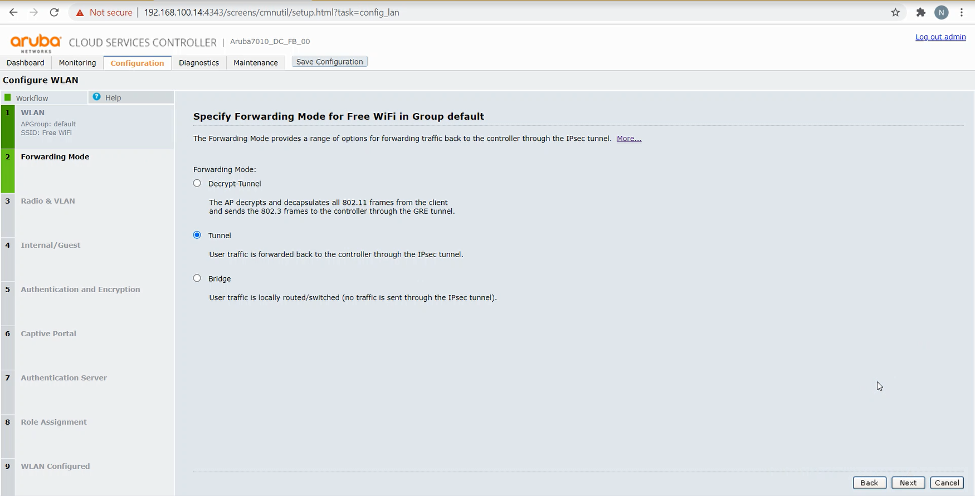 Not secure | 192.168.100.14:4343/screens/cmnutil/setup.html?task=config_lan
N
aruba
NETWORKS
CLOUD SERVICES CONTROLLER | Aruba7010_DC_FB_00
Log out admin
Dashboard Monitoring Configuration Diagnostics Maintenance Save Configuration
Configure WLAN
Workflow ? Help
1 WLAN
APGroup: default
SSID: Free WiFi
2 Forwarding Mode
3 Radio & VLAN
4 Internal/Guest
5 Authentication and Encryption
6 Captive Portal
7 Authentication Server
8 Role Assignment
9 WLAN Configured
Specify Forwarding Mode for Free WiFi in Group default
The Forwarding Mode provides a range of options for forwarding traffic back to the controller through the IPsec tunnel. More...
Forwarding Mode:
Decrypt Tunnel
The AP decrypts and decapsulates all 802.11 frames from the client
and sends the 802.3 frames to the controller through the GRE tunnel.
Tunnel
User traffic is forwarded back to the controller through the IPsec tunnel.
Bridge
User traffic is locally routed/switched (no traffic is sent through the IPsec tunnel).
Back Next Cancel